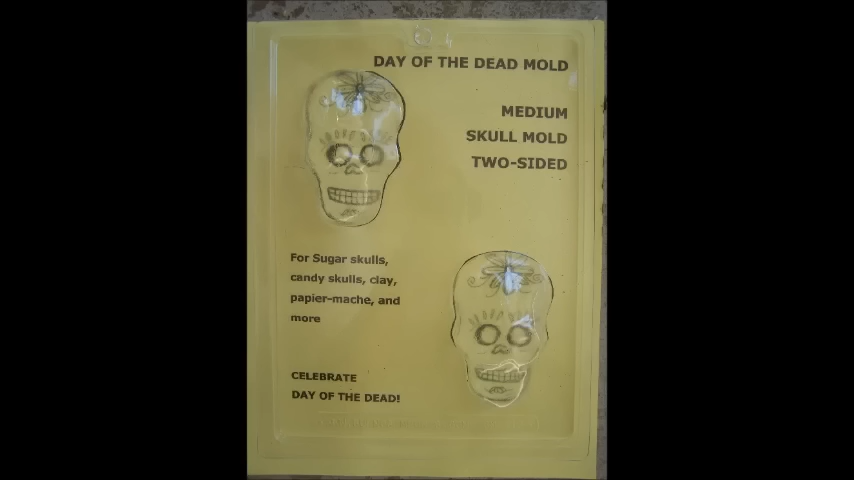 DAY OF THE DEAD MOLD
MEDIUM
SKULL MOLD
TWO-SIDED
For Sugar skulls,
candy skulls, clay,
papier-mache, and
more
CELEBRATE
DAY OF THE DEAD!